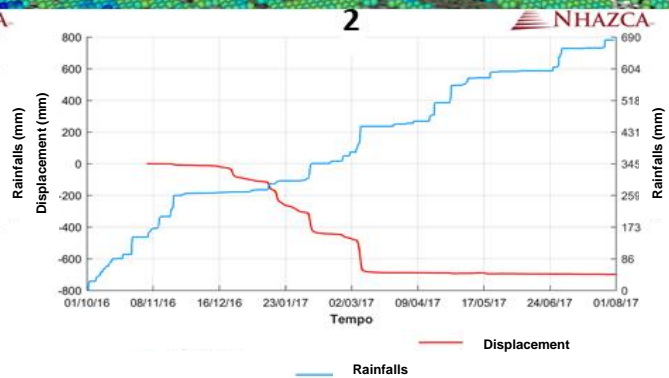 A
2
NHAZCA
Rainfalls (mm)
Displacement (mm)
800
600
400
200
0
-200
-400
-600
-800
690
604
518
431
345
259
173
86
0
Rainfalls (mm)
01/10/16 08/11/16 16/12/16 23/01/17 02/03/17 09/04/17 17/05/17 24/06/17 01/08/17
Tempo
Displacement
Rainfalls